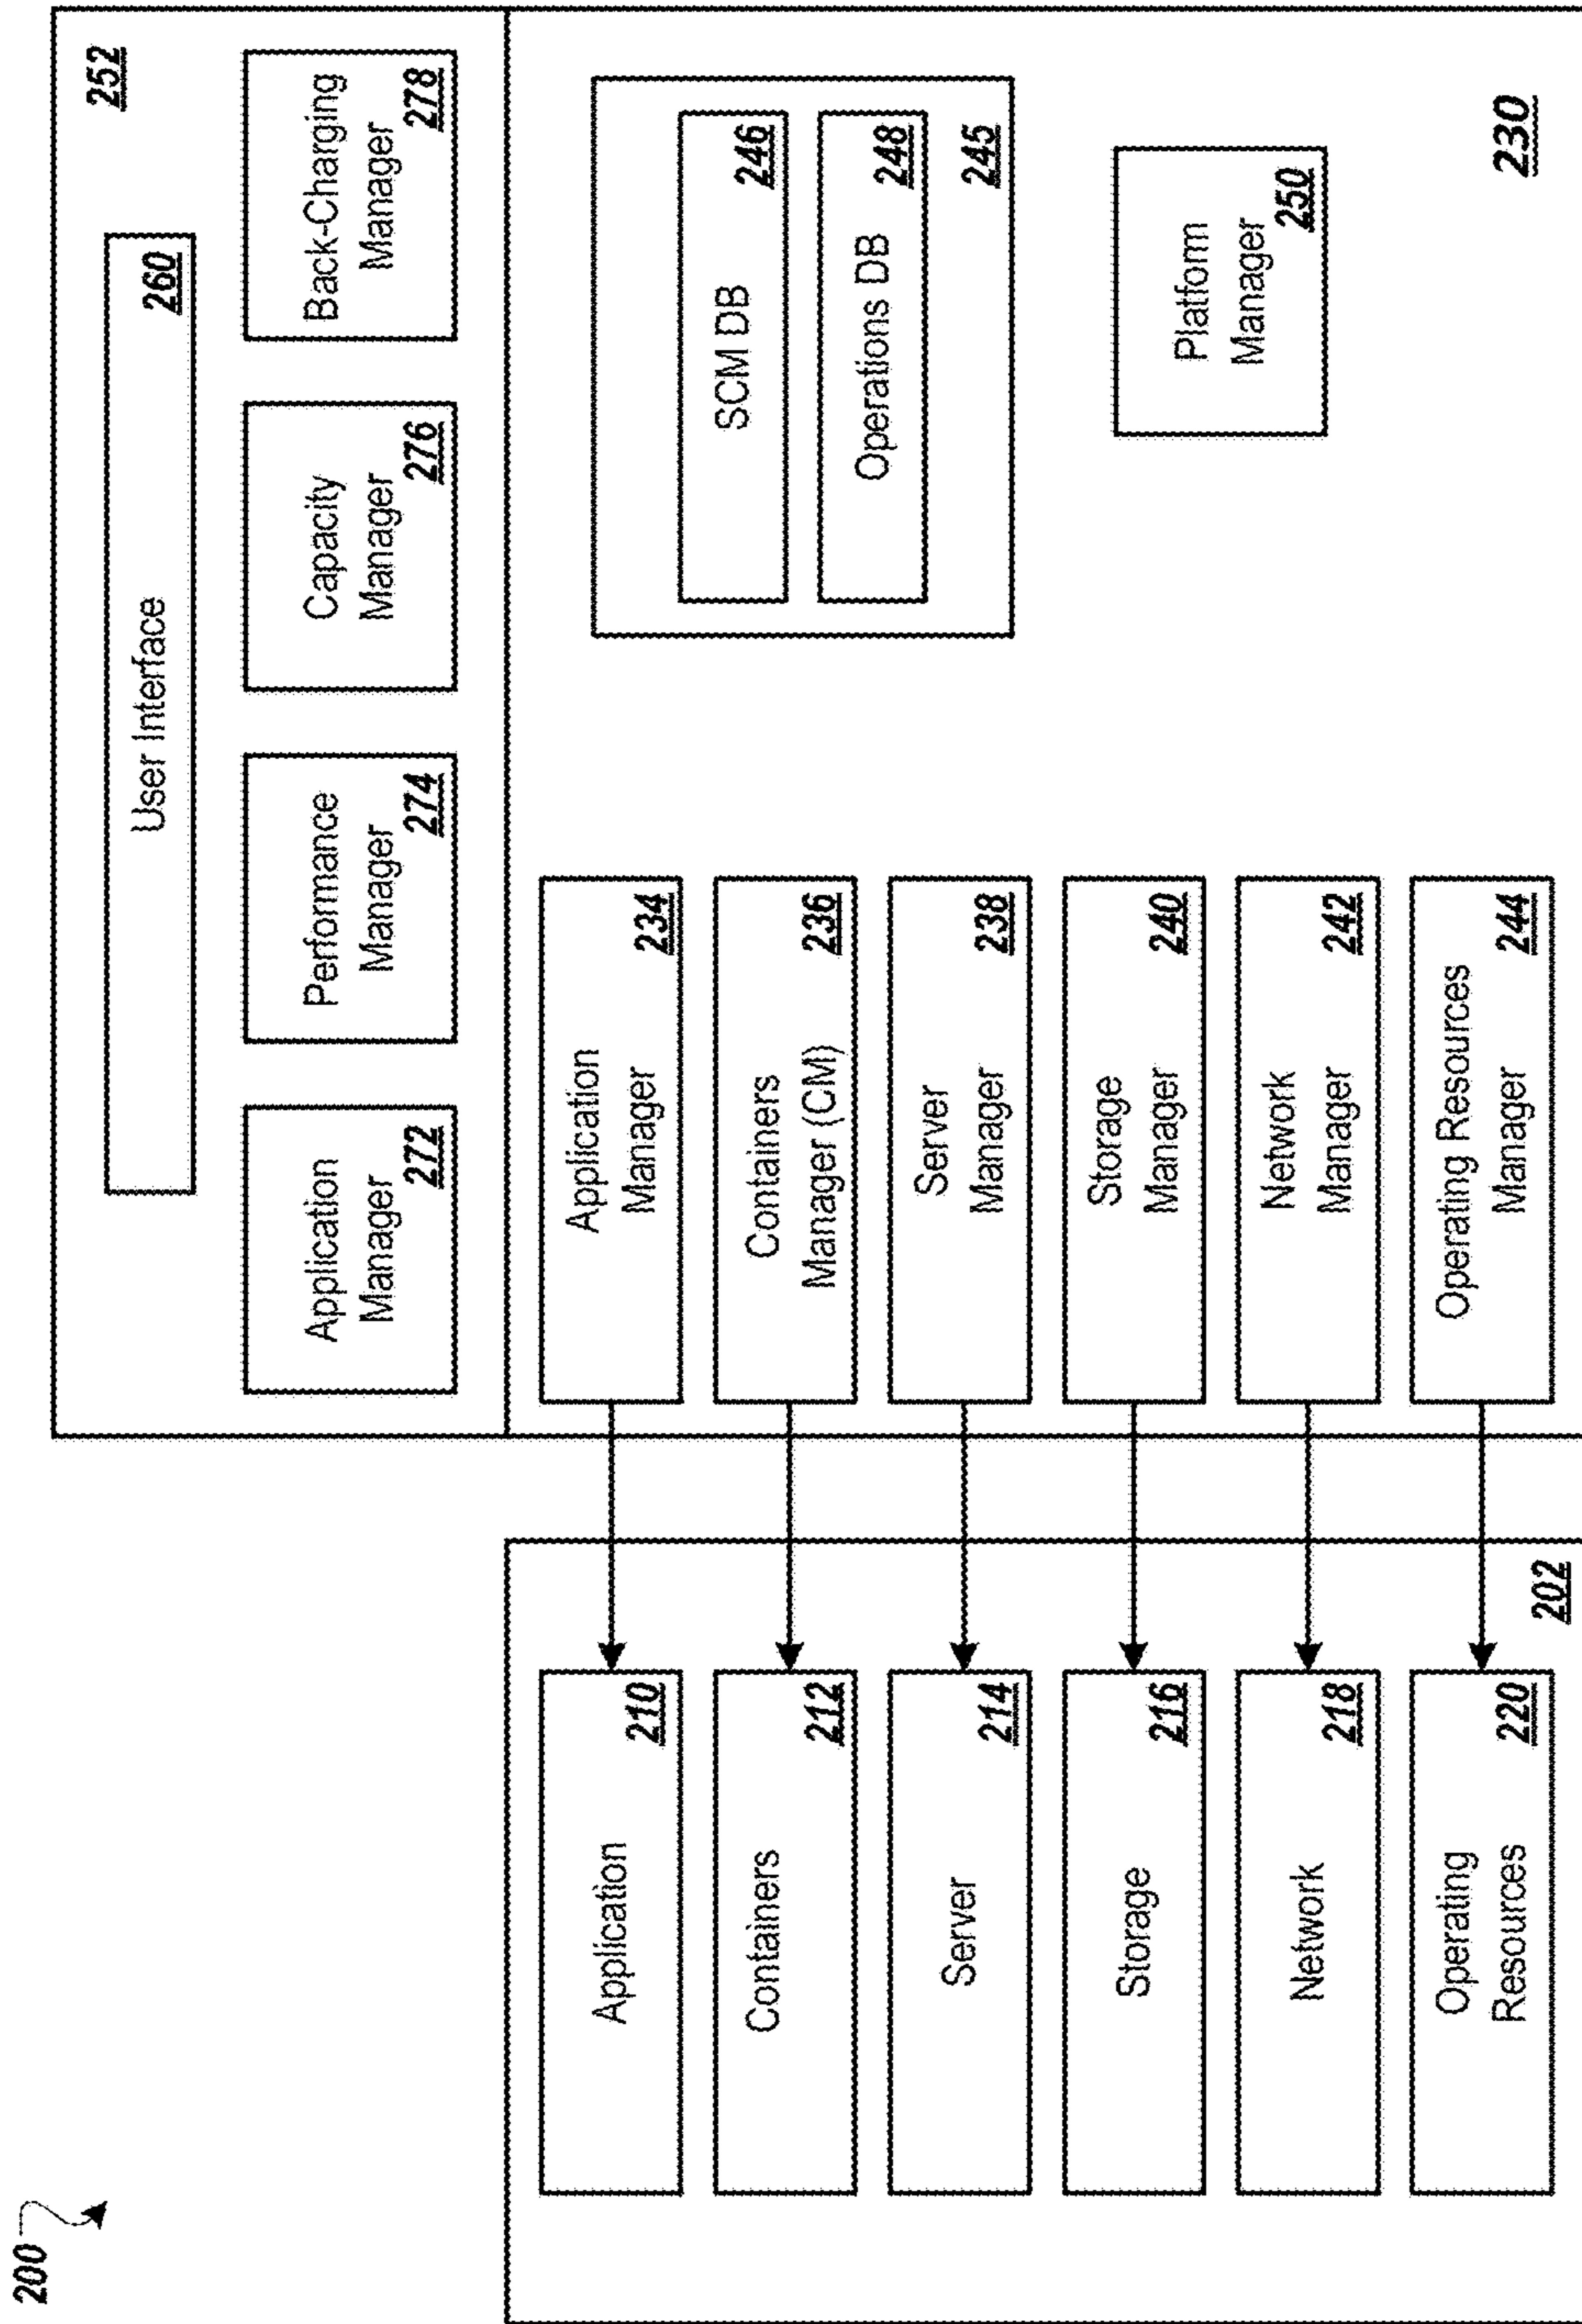 200
252
User Interface
260
Application
Manager
272
Performance
Manager
274
Capacity
Manager
276
Back-Charging
Manager
278
Application
210
Containers
212
Server
214
Storage
216
Network
218
Operating
Resources
220
202
Application
Manager
234
Containers
Manager (CM)
236
Server
Manager
238
Storage
Manager
240
Network
Manager
242
Operating Resources
Manager
244
SCM DB
246
Operations DB
248
245
Platform
Manager
250
230